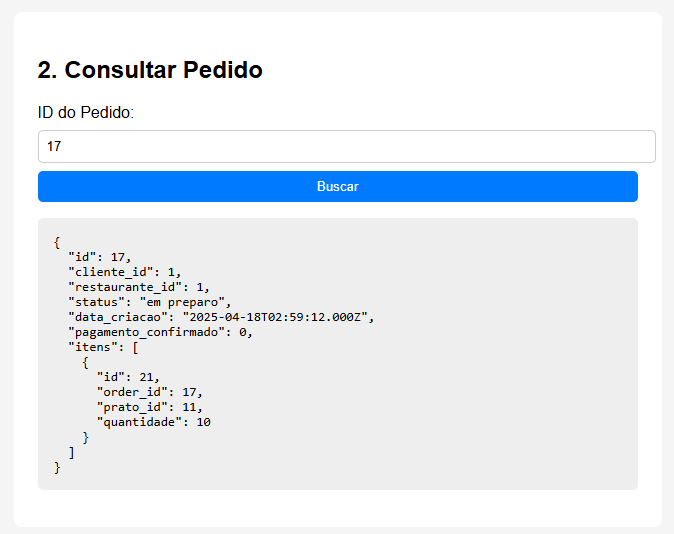 2. Consultar Pedido
ID do Pedido:
17
Buscar
{
  "id": 17,
  "cliente_id": 1,
  "restaurante_id": 1,
  "status": "em preparo",
  "data_criacao": "2025-04-18T02:59:12.000Z",
  "pagamento_confirmado": 0,
  "itens": [
    {
      "id": 21,
      "order_id": 17,
      "prato_id": 11,
      "quantidade": 10
    }
  ]
}